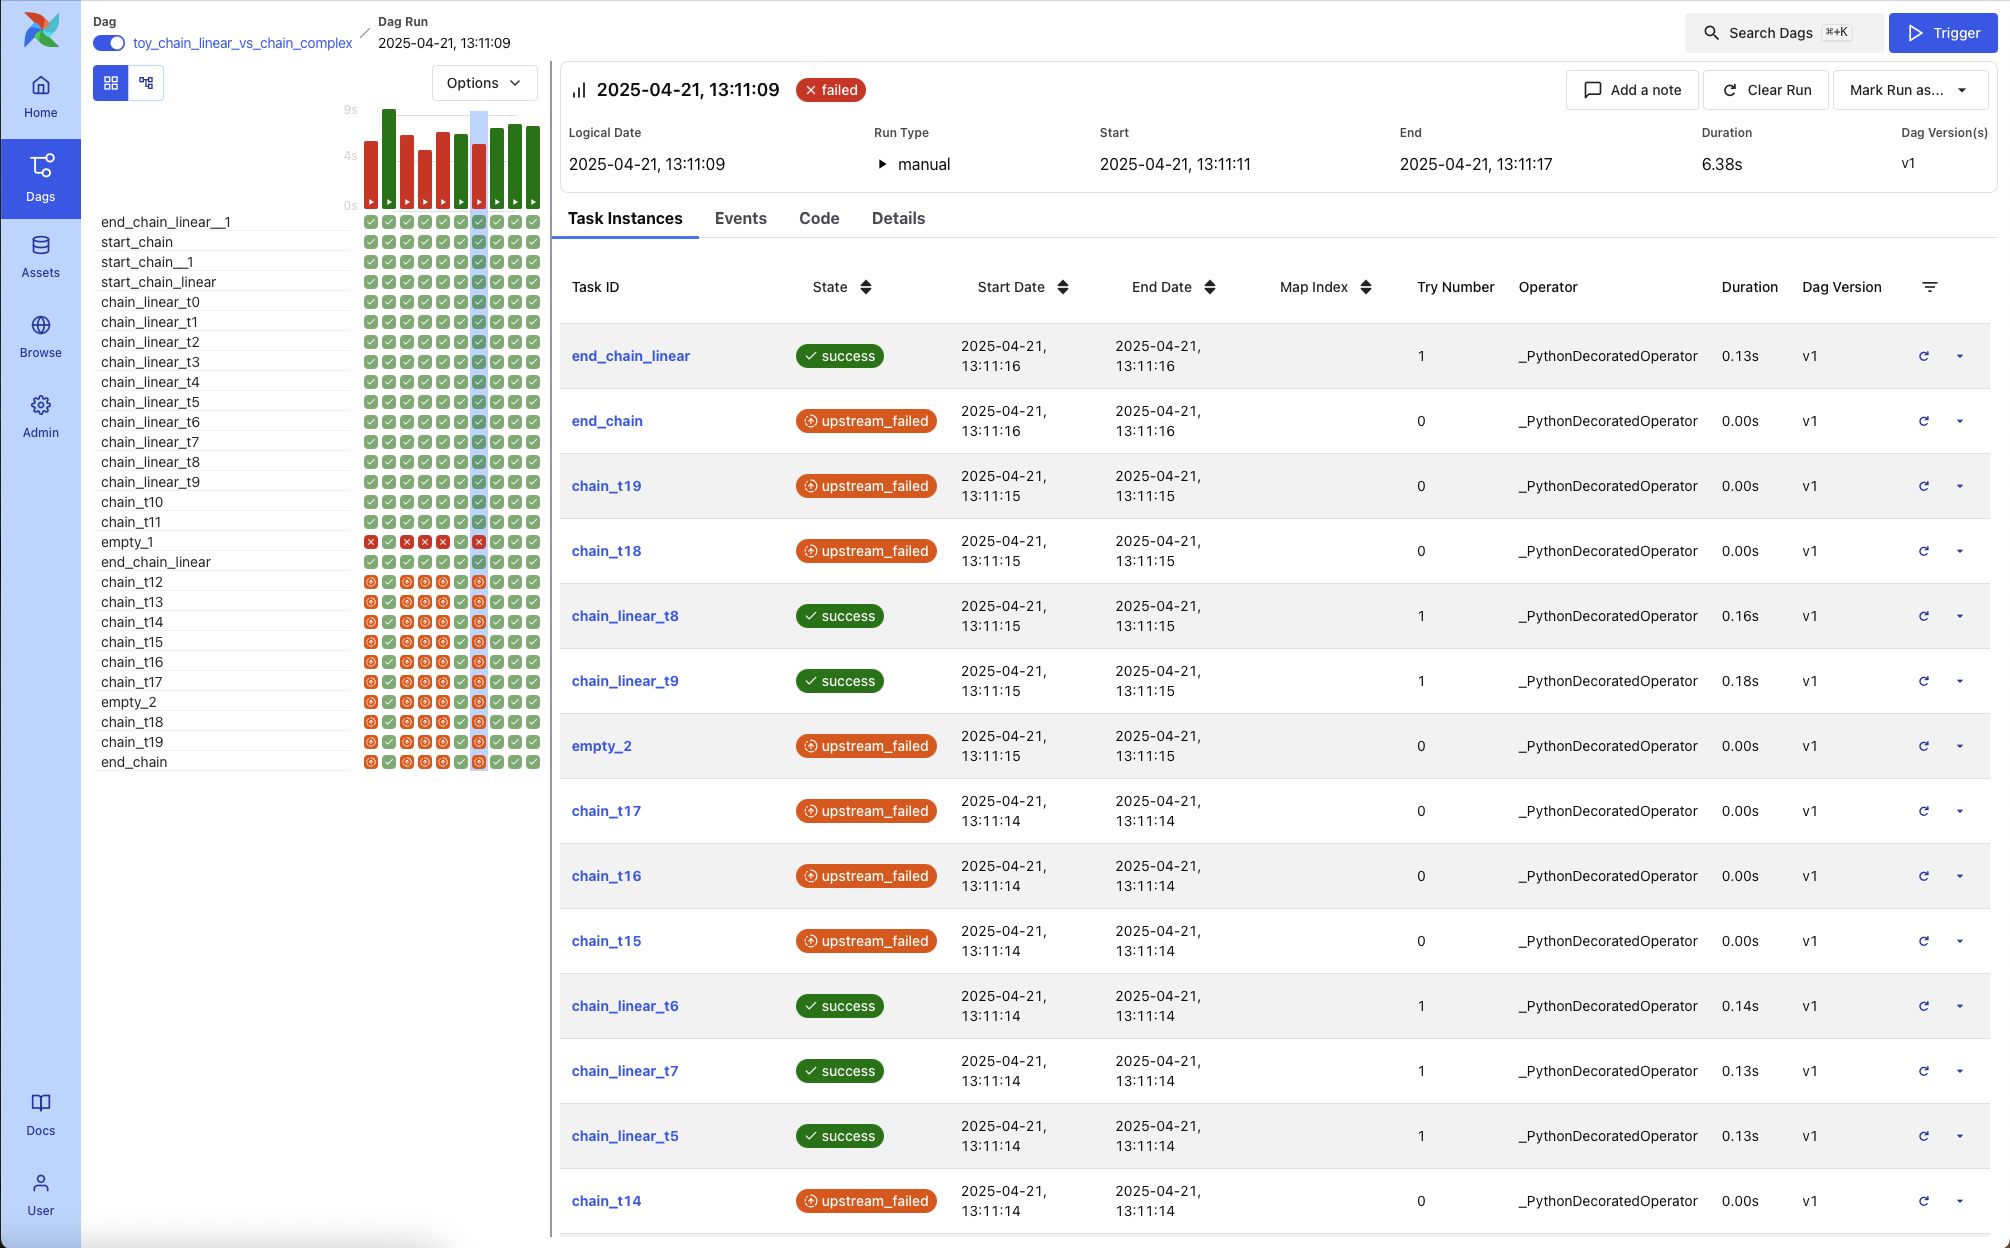 Dag
toy_chain_linear_vs_chain_complex
Dag Run
2025-04-21, 13:11:09
Search Dags ⌘+K
Trigger
Home
Dags
Assets
Browse
Admin
Docs
User
Options
9s
4s
0s
end_chain_linear__1
start_chain
start_chain__1
start_chain_linear
chain_linear_t0
chain_linear_t1
chain_linear_t2
chain_linear_t3
chain_linear_t4
chain_linear_t5
chain_linear_t6
chain_linear_t7
chain_linear_t8
chain_linear_t9
chain_t10
chain_t11
empty_1
end_chain_linear
chain_t12
chain_t13
chain_t14
chain_t15
chain_t16
chain_t17
empty_2
chain_t18
chain_t19
end_chain
2025-04-21, 13:11:09 failed
Add a note
Clear Run
Mark Run as...
Logical Date Run Type Start End Duration Dag Version(s)
2025-04-21, 13:11:09 manual 2025-04-21, 13:11:11 2025-04-21, 13:11:17 6.38s v1
Task Instances Events Code Details
Task ID State Start Date End Date Map Index Try Number Operator Duration Dag Version
end_chain_linear success 2025-04-21, 13:11:16 2025-04-21, 13:11:16 1 _PythonDecoratedOperator 0.13s v1
end_chain upstream_failed 2025-04-21, 13:11:16 2025-04-21, 13:11:16 0 _PythonDecoratedOperator 0.00s v1
chain_t19 upstream_failed 2025-04-21, 13:11:15 2025-04-21, 13:11:15 0 _PythonDecoratedOperator 0.00s v1
chain_t18 upstream_failed 2025-04-21, 13:11:15 2025-04-21, 13:11:15 0 _PythonDecoratedOperator 0.00s v1
chain_linear_t8 success 2025-04-21, 13:11:15 2025-04-21, 13:11:15 1 _PythonDecoratedOperator 0.16s v1
chain_linear_t9 success 2025-04-21, 13:11:15 2025-04-21, 13:11:15 1 _PythonDecoratedOperator 0.18s v1
empty_2 upstream_failed 2025-04-21, 13:11:15 2025-04-21, 13:11:15 0 _PythonDecoratedOperator 0.00s v1
chain_t17 upstream_failed 2025-04-21, 13:11:14 2025-04-21, 13:11:14 0 _PythonDecoratedOperator 0.00s v1
chain_t16 upstream_failed 2025-04-21, 13:11:14 2025-04-21, 13:11:14 0 _PythonDecoratedOperator 0.00s v1
chain_t15 upstream_failed 2025-04-21, 13:11:14 2025-04-21, 13:11:14 0 _PythonDecoratedOperator 0.00s v1
chain_linear_t6 success 2025-04-21, 13:11:14 2025-04-21, 13:11:14 1 _PythonDecoratedOperator 0.14s v1
chain_linear_t7 success 2025-04-21, 13:11:14 2025-04-21, 13:11:14 1 _PythonDecoratedOperator 0.13s v1
chain_linear_t5 success 2025-04-21, 13:11:14 2025-04-21, 13:11:14 1 _PythonDecoratedOperator 0.13s v1
chain_t14 upstream_failed 2025-04-21, 13:11:14 2025-04-21, 13:11:14 0 _PythonDecoratedOperator 0.00s v1